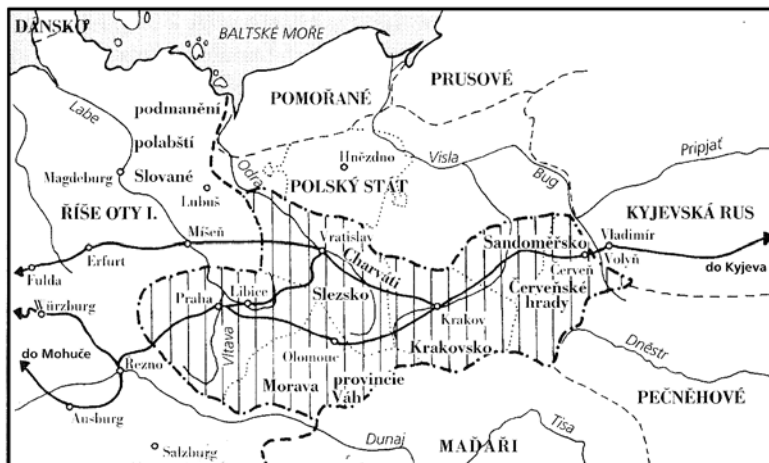 DÁNSKO
BALTSKÉ MOŘE
PRUSOVÉ
POMOŘANÉ
Labe
podmanění
polabští
Slované
Hnězdno
Visla
Pripjať
Bug
Magdeburg
Odra
POLSKÝ STÁT
Lubuš
ŘÍŠE OTY I.
KYJEVSKÁ RUS
Míšeň
Vratislav
Sandoměřsko
Vladimír
Erfurt
Charváti
Volyň
Červeň
do Kyjeva
Fulda
Libice
Slezsko
Červeňské
hrady
Praha
Würzburg
Krakov
Vltava
Olomouc
Krakovsko
Dněstr
do Mohuče
Řezno
Morava
provincie
Váh
PEČNĚHOVÉ
Ausburg
Tisa
Dunaj
MAĎAŘI
Salzburg